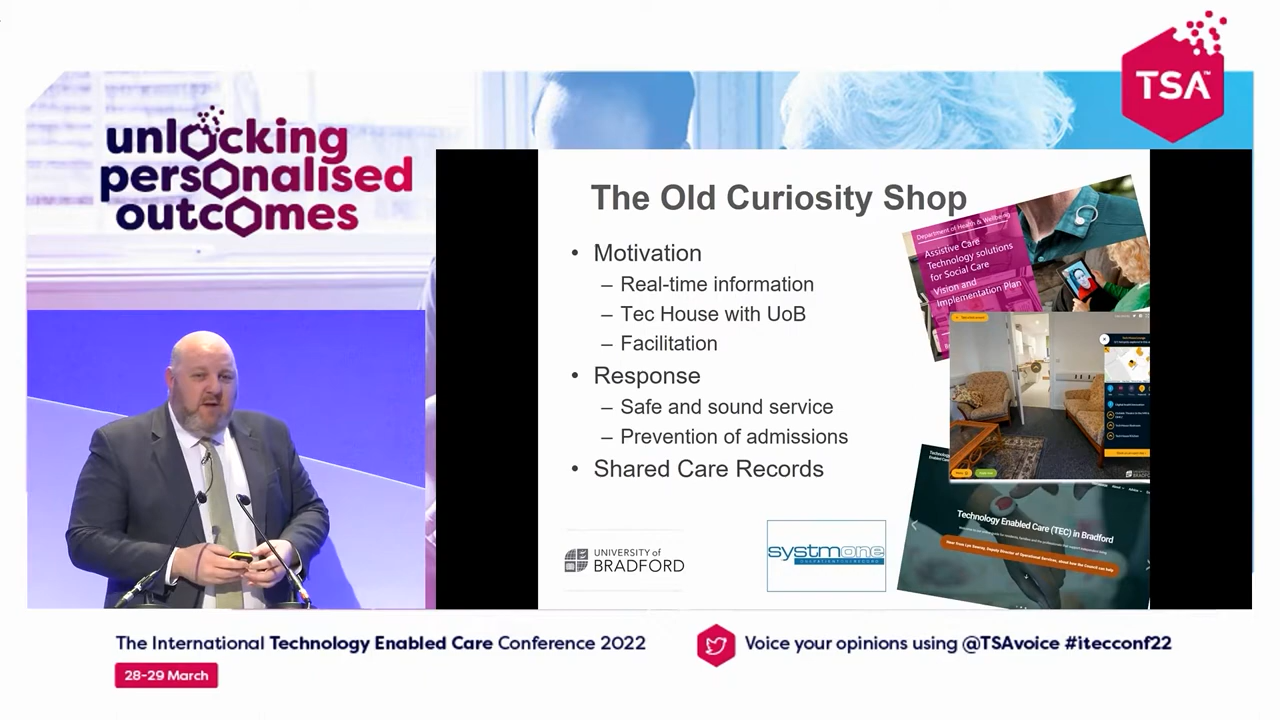 TSA™
unlocking
personalised
outcomes
The Old Curiosity Shop
• Motivation
– Real-time information
– Tec House with UoB
– Facilitation
• Response
– Safe and sound service
– Prevention of admissions
• Shared Care Records
Department of Health & Wellbeing
Assistive Care
Technology solutions
for Social Care
Vision and
Implementation Plan
Technology Enabled Care (TEC) in Bradford
UNIVERSITY of
BRADFORD
systmone
The International Technology Enabled Care Conference 2022
Voice your opinions using @TSAvoice #itecconf22
28-29 March